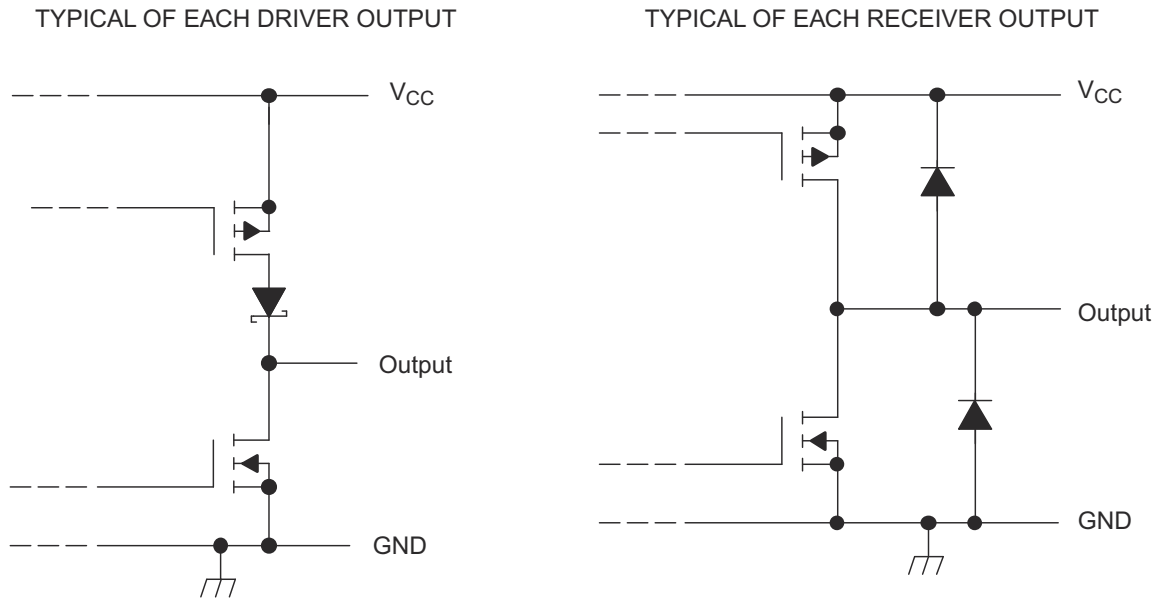 TYPICAL OF EACH DRIVER OUTPUT
VCC
Output
GND
TYPICAL OF EACH RECEIVER OUTPUT
VCC
Output
GND